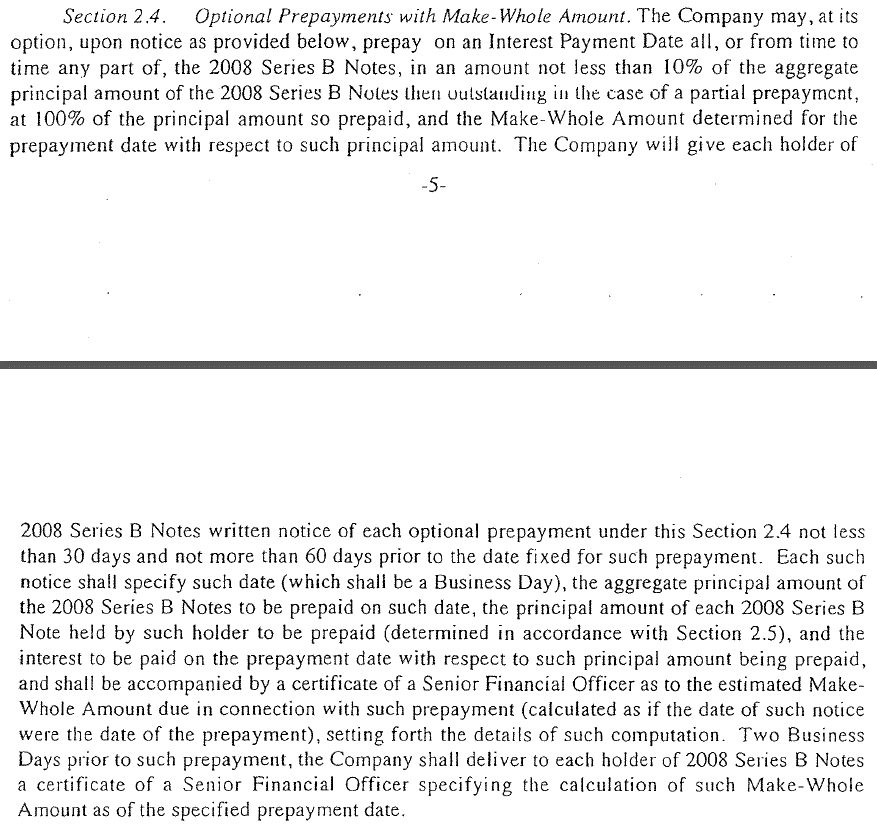 Section 2.4. Optional Prepayments with Make-Whole Amount. The Company may, at its
option, upon notice as provided below, prepay on an Interest Payment Date all, or from time to
time any part of, the 2008 Series B Notes, in an amount not less than 10% of the aggregate
principal amount of the 2008 Series B Notes then outstanding in the case of a partial prepayment,
at 100% of the principal amount so prepaid, and the Make-Whole Amount determined for the
prepayment date with respect to such principal amount. The Company will give each holder of
-5-
2008 Series B Notes written notice of each optional prepayment under this Section 2.4 not less
than 30 days and not more than 60 days prior to the date fixed for such prepayment. Each such
notice shall specify such date (which shall be a Business Day), the aggregate principal amount of
the 2008 Series B Notes to be prepaid on such date, the principal amount of each 2008 Series B
Note held by such holder to be prepaid (determined in accordance with Section 2.5), and the
interest to be paid on the prepayment date with respect to such principal amount being prepaid,
and shall be accompanied by a certificate of a Senior Financial Officer as to the estimated Make-
Whole Amount due in connection with such prepayment (calculated as if the date of such notice
were the date of the prepayment), setting forth the details of such computation. Two Business
Days prior to such prepayment, the Company shall deliver to each holder of 2008 Series B Notes
a certificate of a Senior Financial Officer specifying the calculation of such Make-Whole
Amount as of the specified prepayment date.